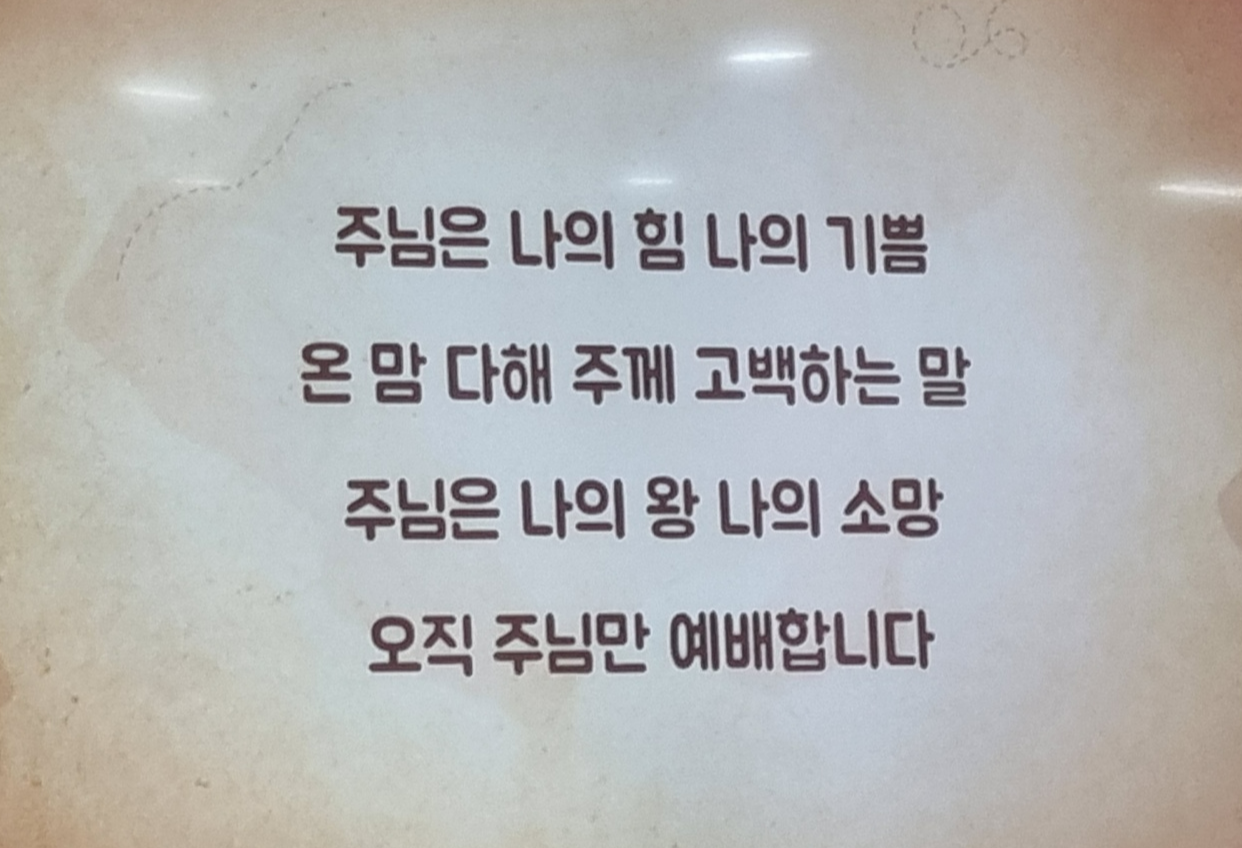 주님은 나의 힘 나의 기쁨
온 맘 다해 주께 고백하는 말
주님은 나의 왕 나의 소망
오직 주님만 예배합니다